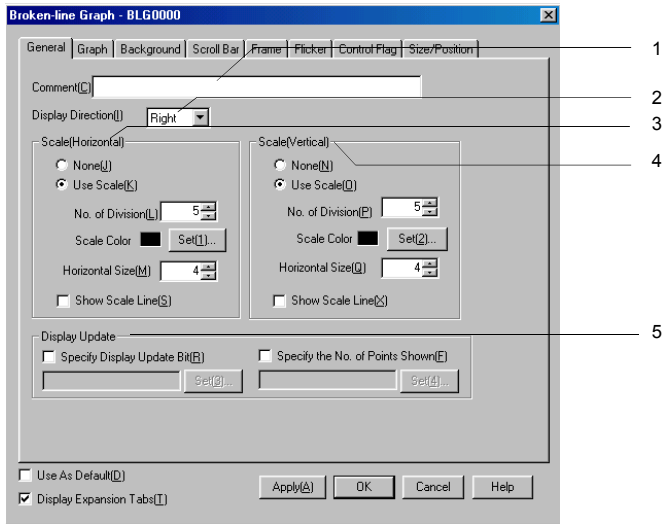 Broken-line Graph - BLG0000
General Graph Background Scroll Bar Frame Flicker Control Flag Size/Position
1
Comment(C)
2
Display Direction(I) Right
3
Scale(Horizontal) Scale(Vertical)
4
None(J) None(N)
Use Scale(K) Use Scale(O)
No. of Division(L) 5 No. of Division(P) 5
Scale Color Set(1)... Scale Color Set(2)...
Horizontal Size(M) 4 Horizontal Size(Q) 4
Show Scale Line(S) Show Scale Line(X)
5
Display Update
Specify Display Update Bit(R) Specify the No. of Points Shown(F)
Set(3)... Set(4)...
Use As Default(D)
Display Expansion Tabs(T)
Apply(A) OK Cancel Help